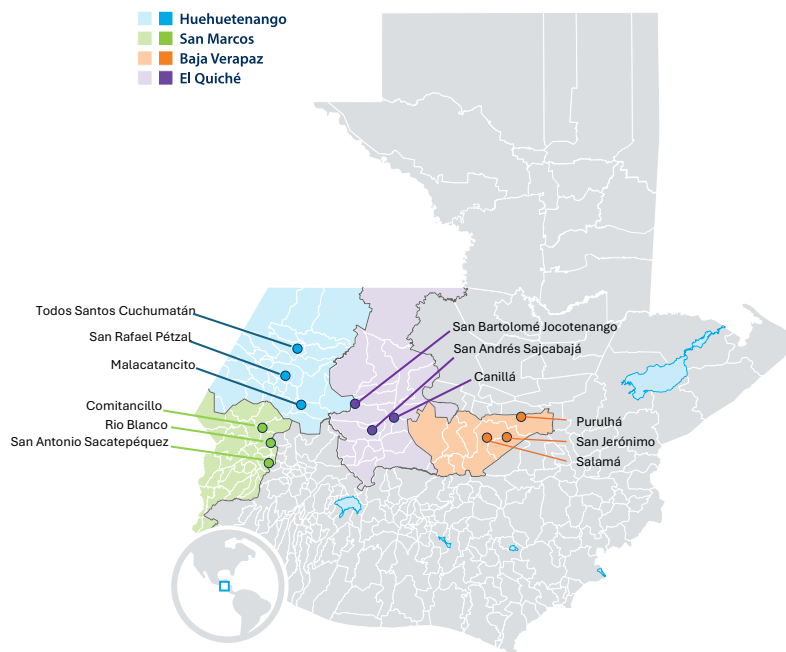 Huehuetenango
San Marcos
Baja Verapaz
El Quiché
Todos Santos Cuchumatán
San Rafael Pétzal
Malacatancito
Comitancillo
Rio Blanco
San Antonio Sacatepéquez
San Bartolomé Jocotenango
San Andrés Sajcabajá
Canillá
Purulhá
San Jerónimo
Salamá